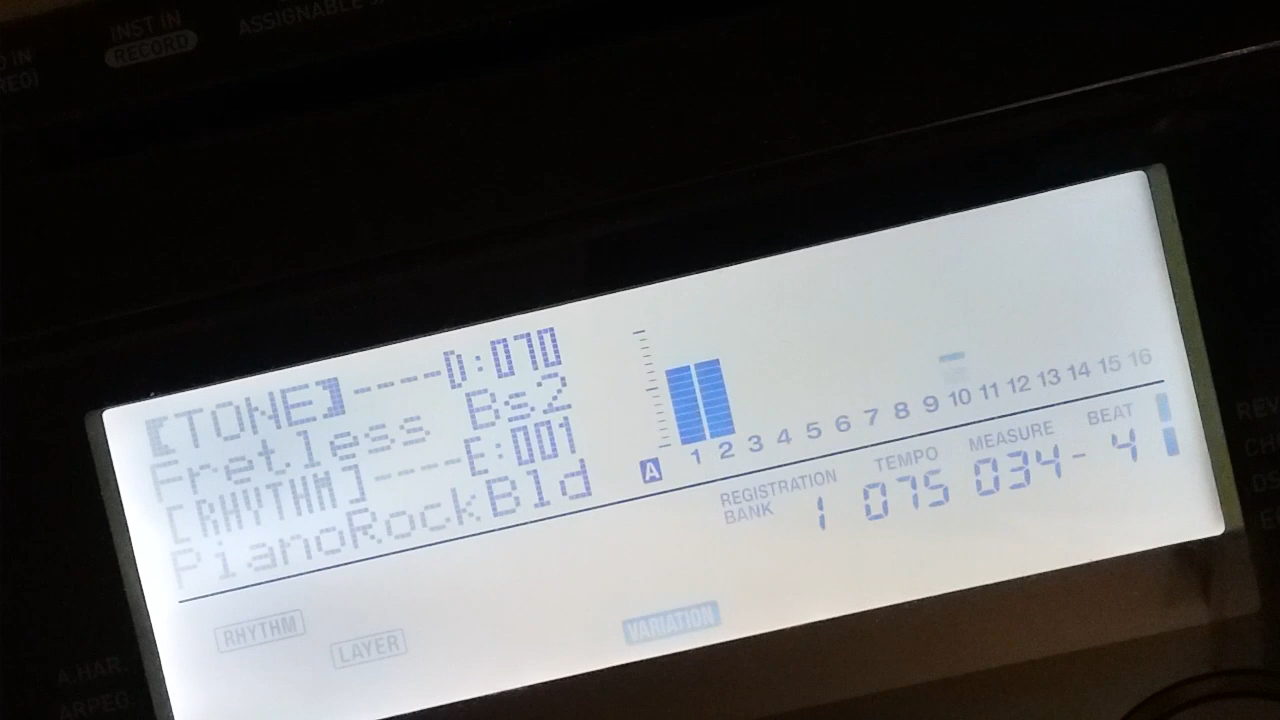 INST IN
RECORD
ASSIGNABLE
【TONE】----D:070
Fretless Bs2
[RHYTHM]----E:001
PianoRockBld
A 1 2 3 4 5 6 7 8 9 10 11 12 13 14 15 16
REGISTRATION BANK 1
TEMPO 075
MEASURE 034-
BEAT 4
RHYTHM
LAYER
VARIATION
A.HAR.
ARPEG.